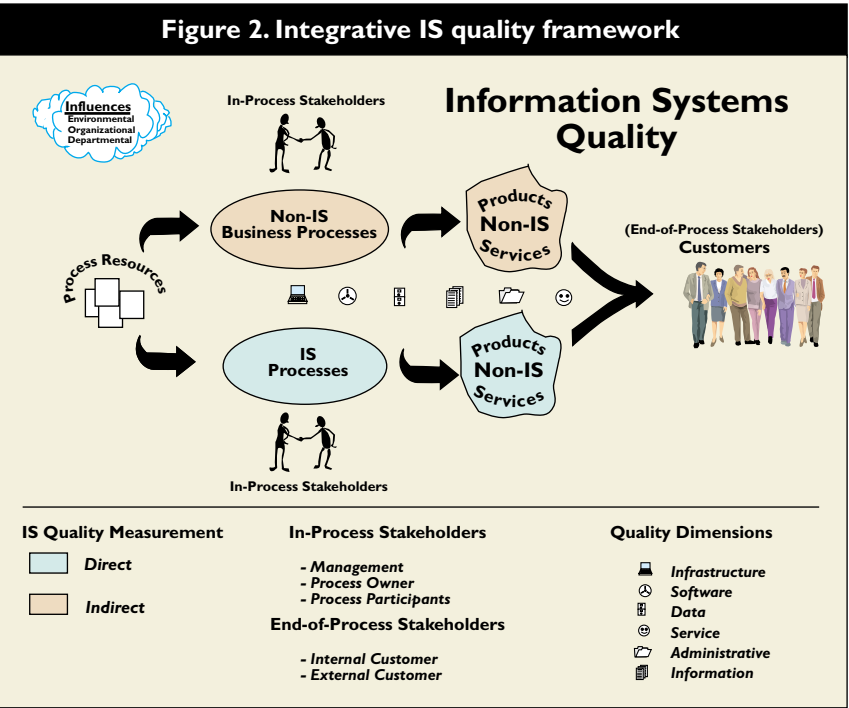 Figure 2. Integrative IS quality framework
Influences
Environmental
Organizational
Departmental
In-Process Stakeholders
Information Systems
Quality
Non-IS
Business Processes
Products
Non-IS
Services
(End-of-Process Stakeholders)
Customers
Process Resources
IS
Processes
Products
Non-IS
Services
In-Process Stakeholders
IS Quality Measurement
Direct
Indirect
In-Process Stakeholders
- Management
- Process Owner
- Process Participants
End-of-Process Stakeholders
- Internal Customer
- External Customer
Quality Dimensions
Infrastructure
Software
Data
Service
Administrative
Information